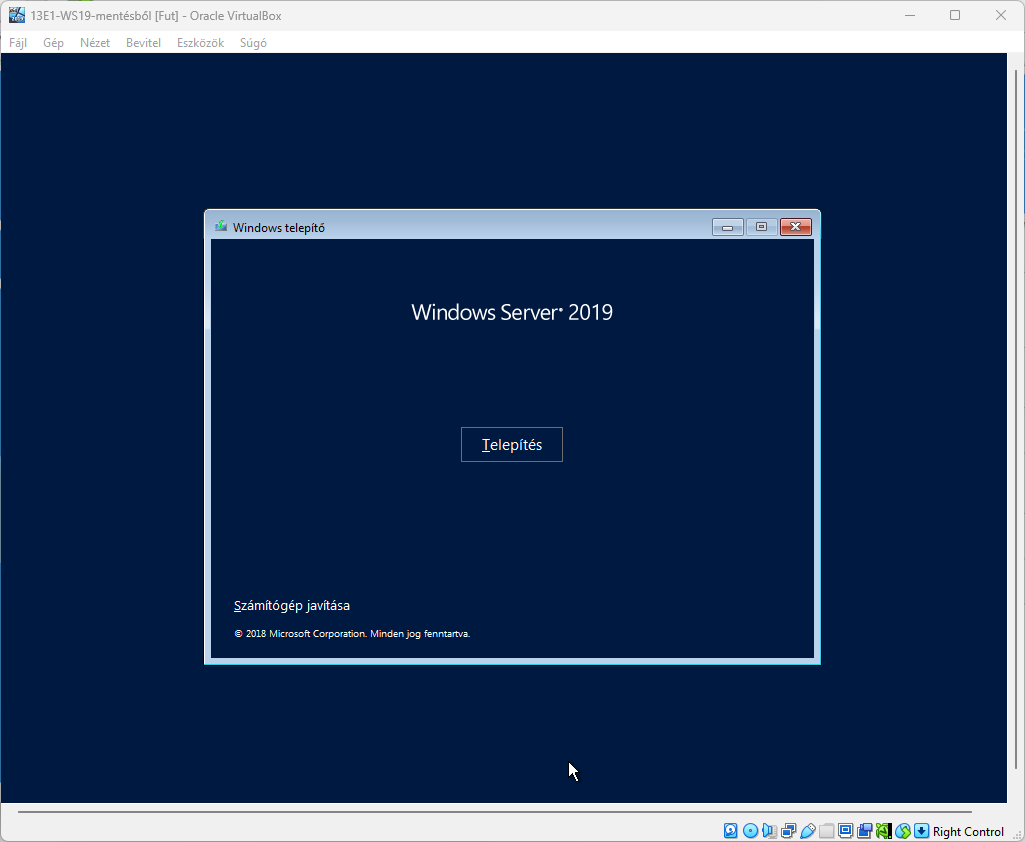 13E1-WS19-mentésből [Fut] - Oracle VirtualBox
Fájl Gép Nézet Bevitel Eszközök Súgó
Windows telepítő
Windows Server® 2019
Telepítés
Számítógép javítása
© 2018 Microsoft Corporation. Minden jog fenntartva.
Right Control